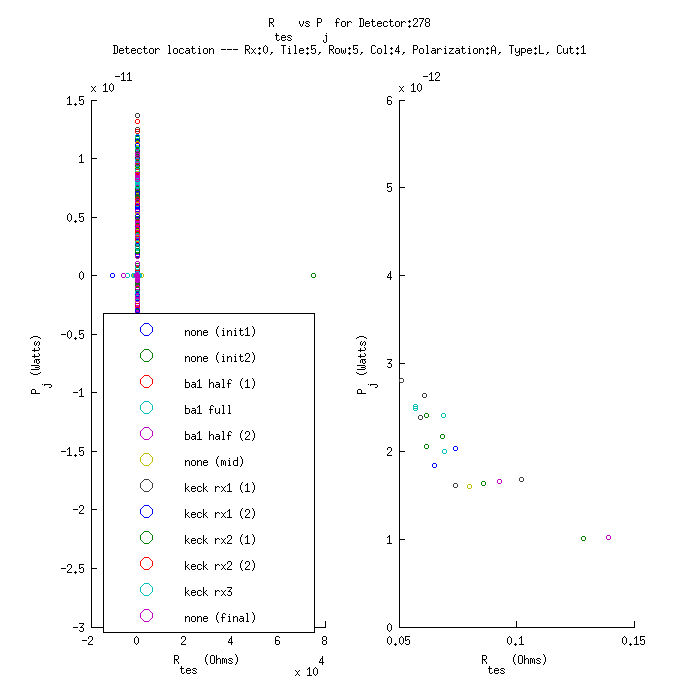 R_tes vs P_j for Detector:278
Detector location --- Rx:0, Tile:5, Row:5, Col:4, Polarization:A, Type:L, Cut:1
x 10^-11
1.5
1
0.5
0
-0.5
-1
-1.5
-2
-2.5
-3
P_j (Watts)
-2 0 2 4 6 8
R_tes (Ohms)
x 10^4
none (init1)
none (init2)
ba1 half (1)
ba1 full
ba1 half (2)
none (mid)
keck rx1 (1)
keck rx1 (2)
keck rx2 (1)
keck rx2 (2)
keck rx3
none (final)
x 10^-12
6
5
4
3
2
1
0
P_j (Watts)
0.05 0.1 0.15
R_tes (Ohms)